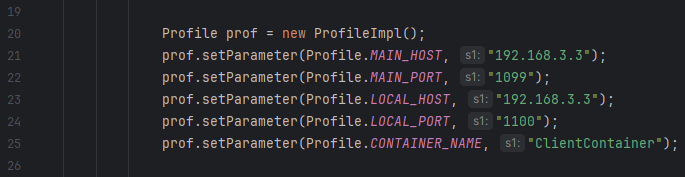 19
20 Profile prof = new ProfileImpl();
21 prof.setParameter(Profile.MAIN_HOST, s1: "192.168.3.3");
22 prof.setParameter(Profile.MAIN_PORT, s1: "1099");
23 prof.setParameter(Profile.LOCAL_HOST, s1: "192.168.3.3");
24 prof.setParameter(Profile.LOCAL_PORT, s1: "1100");
25 prof.setParameter(Profile.CONTAINER_NAME, s1: "ClientContainer");
26